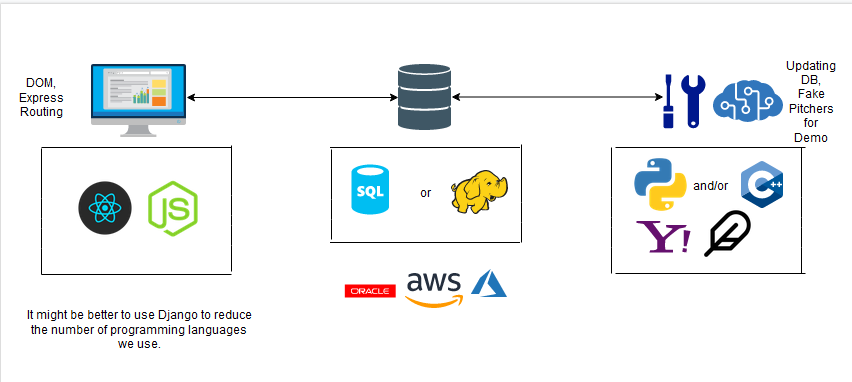 DOM,
Express
Routing
Updating
DB,
Fake
Pitchers
for
Demo
JS
SQL
or
and/or
C++
Y!
ORACLE
aws
It might be better to use Django to reduce
the number of programming languages
we use.